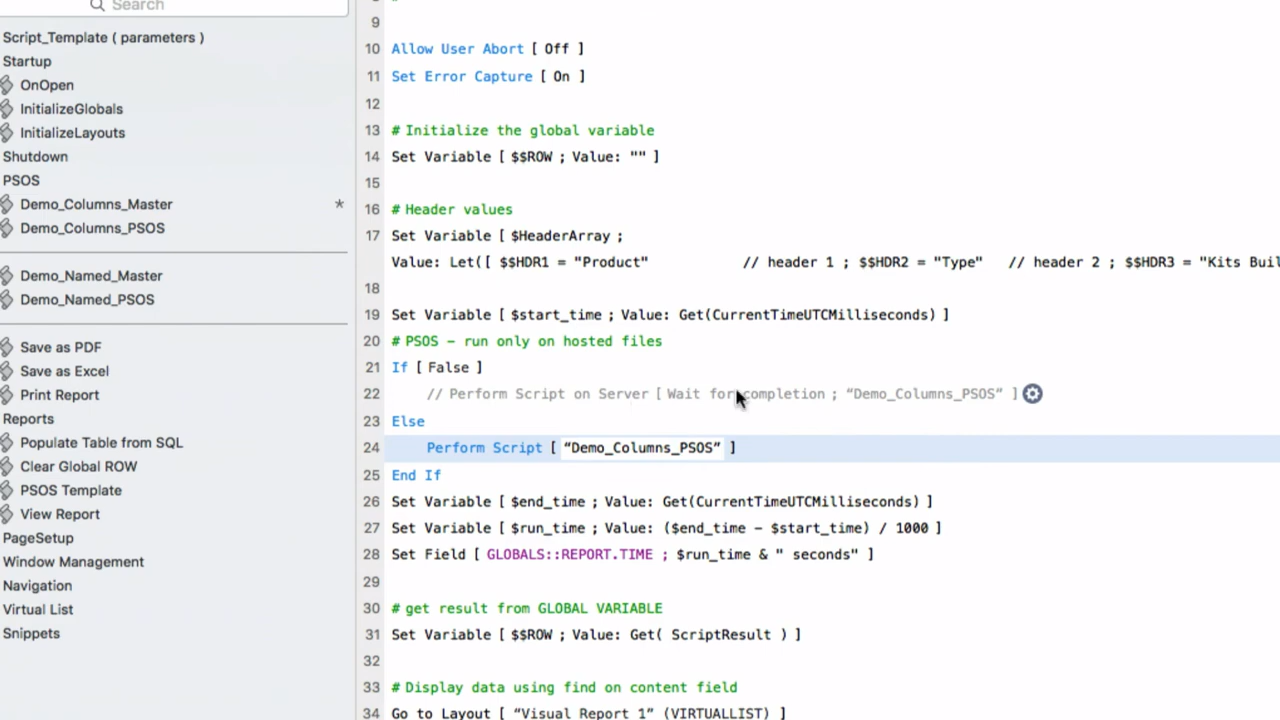 Search
Script_Template ( parameters )
Startup
OnOpen
InitializeGlobals
InitializeLayouts
Shutdown
PSOS
Demo_Columns_Master *
Demo_Columns_PSOS
Demo_Named_Master
Demo_Named_PSOS
Save as PDF
Save as Excel
Print Report
Reports
Populate Table from SQL
Clear Global ROW
PSOS Template
View Report
PageSetup
Window Management
Navigation
Virtual List
Snippets
9
10 Allow User Abort [ Off ]
11 Set Error Capture [ On ]
12
13 # Initialize the global variable
14 Set Variable [ $$ROW ; Value: "" ]
15
16 # Header values
17 Set Variable [ $HeaderArray ;
Value: Let([ $$HDR1 = "Product" // header 1 ; $$HDR2 = "Type" // header 2 ; $$HDR3 = "Kits Buil
18
19 Set Variable [ $start_time ; Value: Get(CurrentTimeUTCMilliseconds) ]
20 # PSOS – run only on hosted files
21 If [ False ]
22 // Perform Script on Server [ Wait for completion ; “Demo_Columns_PSOS” ]
23 Else
24 Perform Script [ “Demo_Columns_PSOS” ]
25 End If
26 Set Variable [ $end_time ; Value: Get(CurrentTimeUTCMilliseconds) ]
27 Set Variable [ $run_time ; Value: ($end_time – $start_time) / 1000 ]
28 Set Field [ GLOBALS::REPORT.TIME ; $run_time & " seconds" ]
29
30 # get result from GLOBAL VARIABLE
31 Set Variable [ $$ROW ; Value: Get( ScriptResult ) ]
32
33 # Display data using find on content field
34 Go to Layout [ “Visual Report 1” (VIRTUALLIST) ]